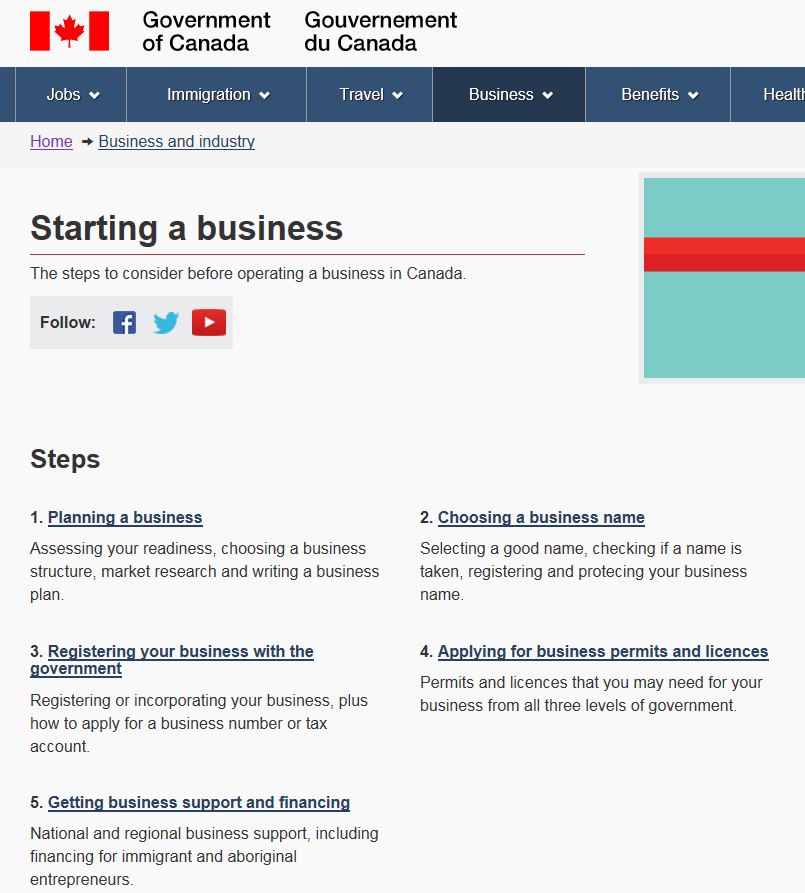 Government of Canada
Gouvernement du Canada
Jobs Immigration Travel Business Benefits Healt
Home Business and industry
Starting a business
The steps to consider before operating a business in Canada.
Follow:
Steps
1. Planning a business
Assessing your readiness, choosing a business
structure, market research and writing a business
plan.
2. Choosing a business name
Selecting a good name, checking if a name is
taken, registering and protecing your business
name.
3. Registering your business with the
government
Registering or incorporating your business, plus
how to apply for a business number or tax
account.
4. Applying for business permits and licences
Permits and licences that you may need for your
business from all three levels of government.
5. Getting business support and financing
National and regional business support, including
financing for immigrant and aboriginal
entrepreneurs.